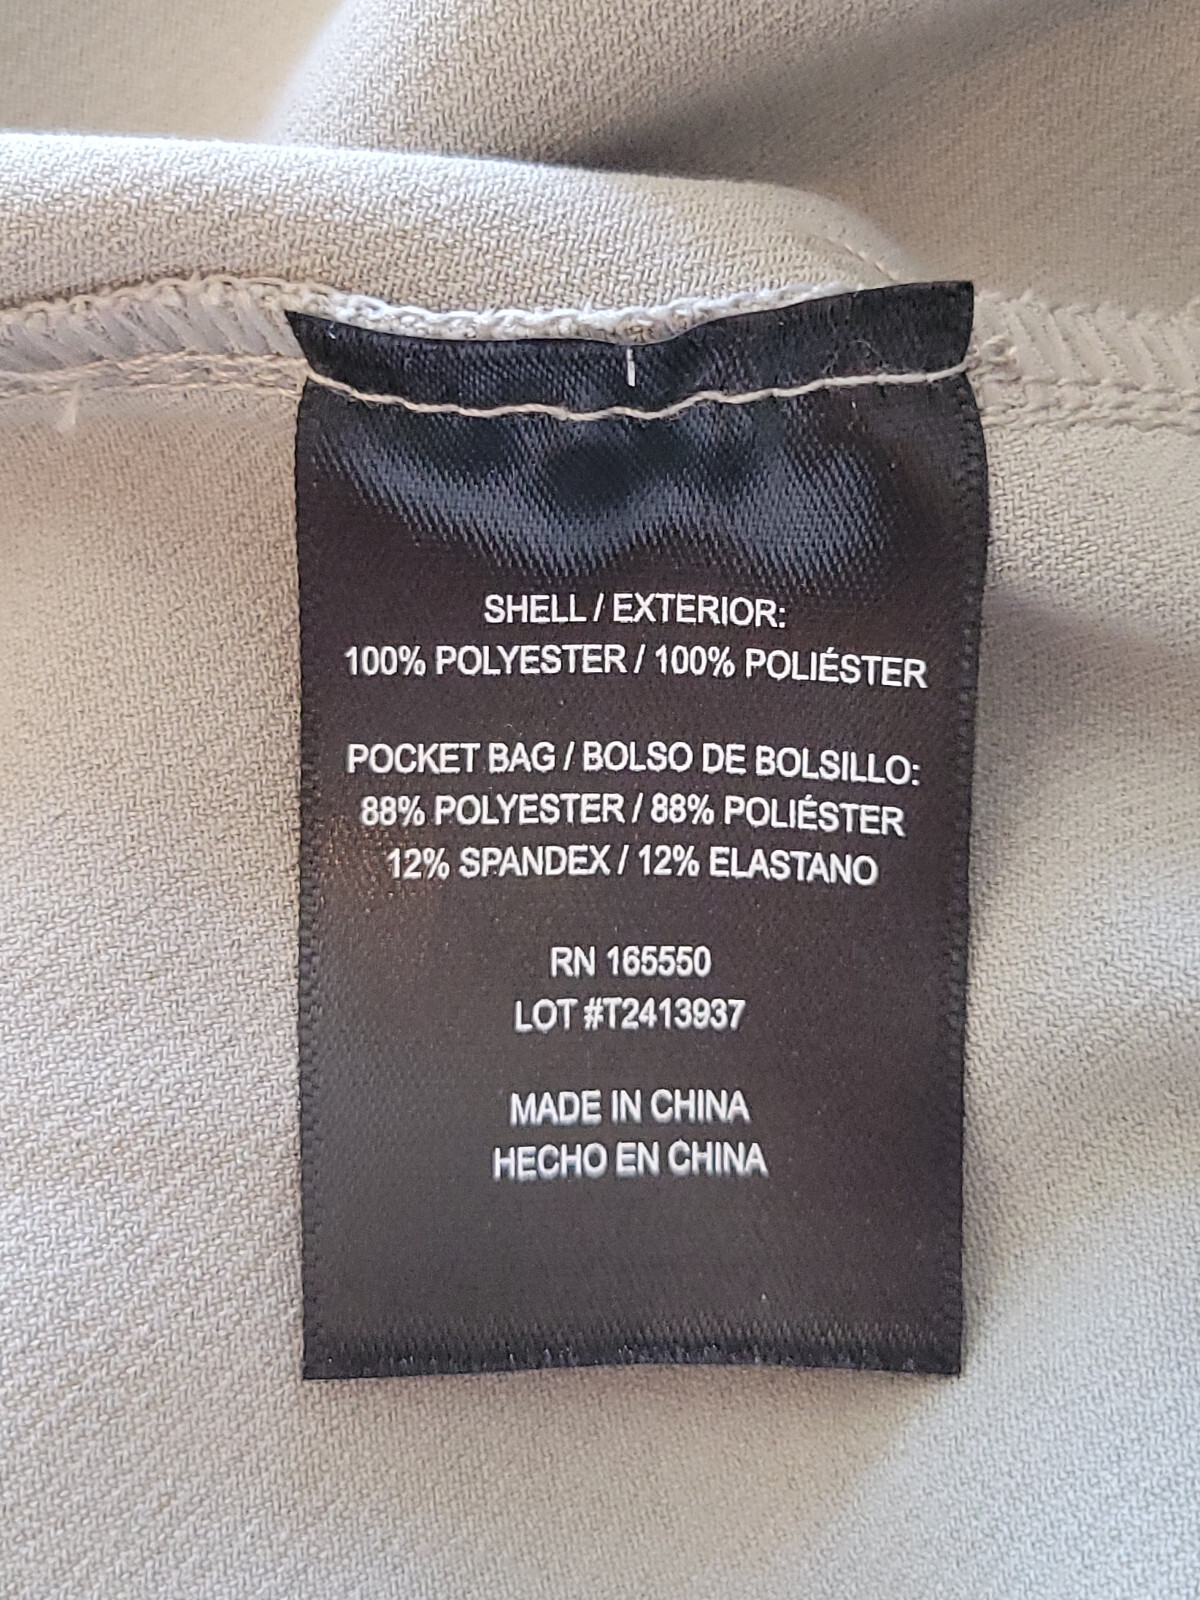 SHELL / EXTERIOR:
100% POLYESTER / 100% POLIÉSTER
POCKET BAG / BOLSO DE BOLSILLO:
88% POLYESTER / 88% POLIÉSTER
12% SPANDEX / 12% ELASTANO
RN 165550
LOT #T2413937
MADE IN CHINA
HECHO EN CHINA